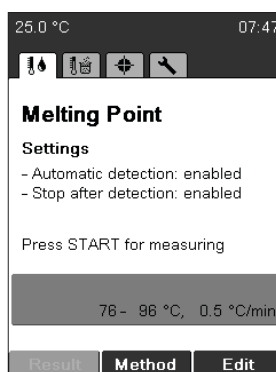 25.0 °C 07:47
Melting Point
Settings
- Automatic detection: enabled
- Stop after detection: enabled
Press START for measuring
76 - 96 °C, 0.5 °C/min
Result Method Edit